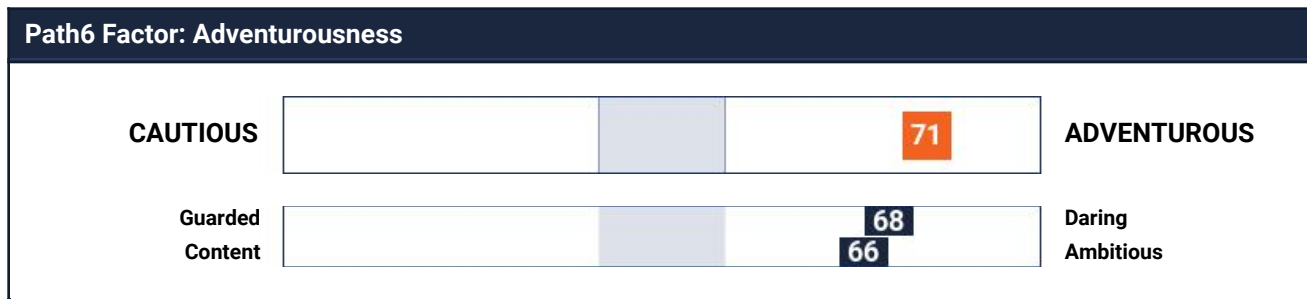 Path6 Factor: Adventurousness
CAUTIOUS 71 ADVENTUROUS
Guarded 68 Daring
Content 66 Ambitious